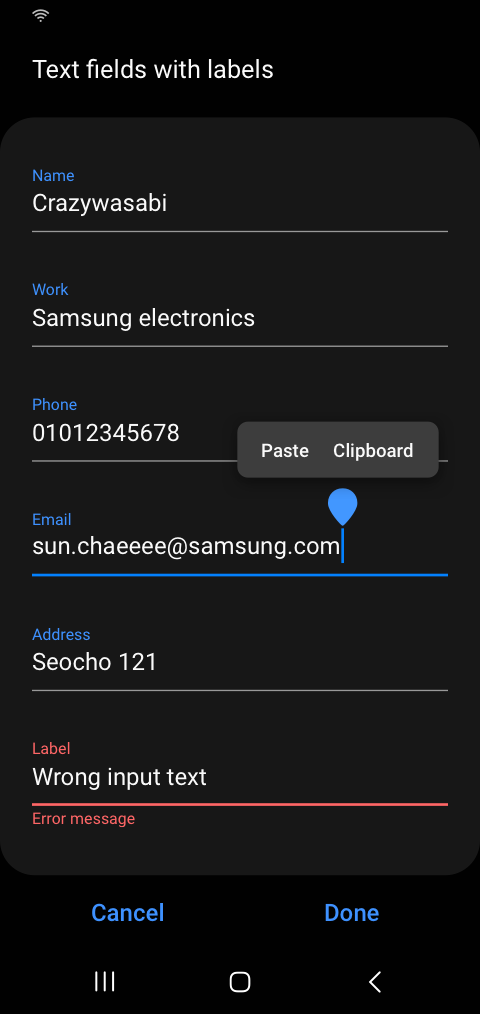 Text fields with labels
Name
Crazywasabi
Work
Samsung electronics
Phone
01012345678
Paste Clipboard
Email
sun.chaeeee@samsung.com
Address
Seocho 121
Label
Wrong input text
Error message
Cancel Done